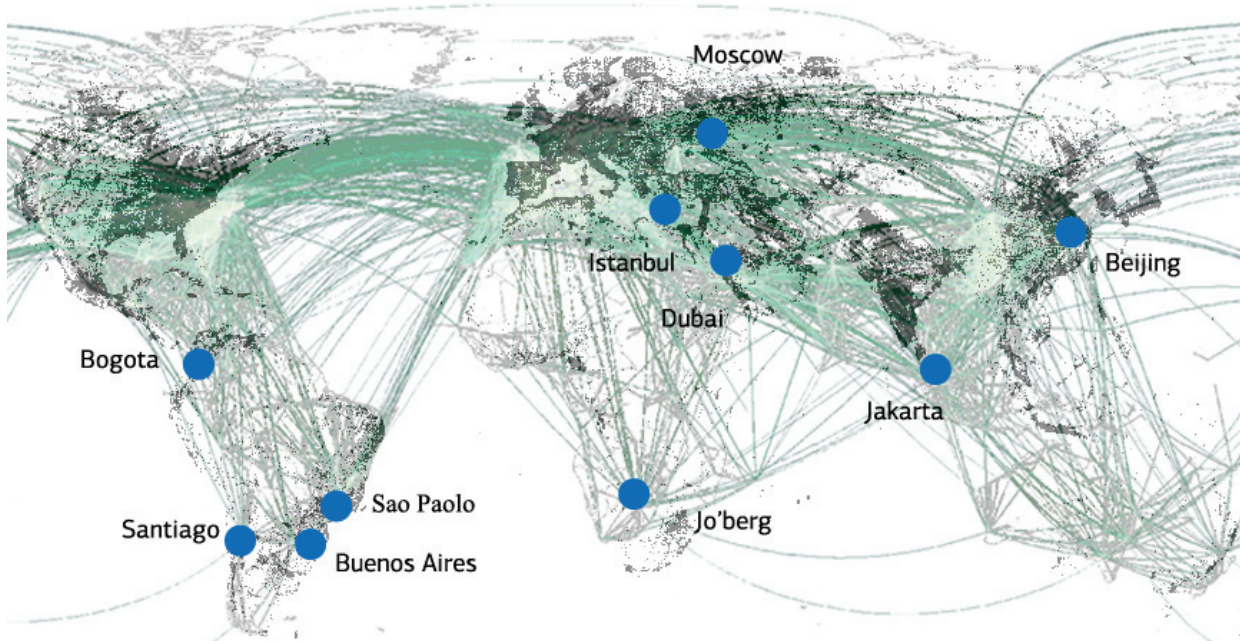 Moscow
Istanbul
Beijing
Dubai
Bogota
Jakarta
Sao Paolo
Jo'berg
Santiago
Buenos Aires